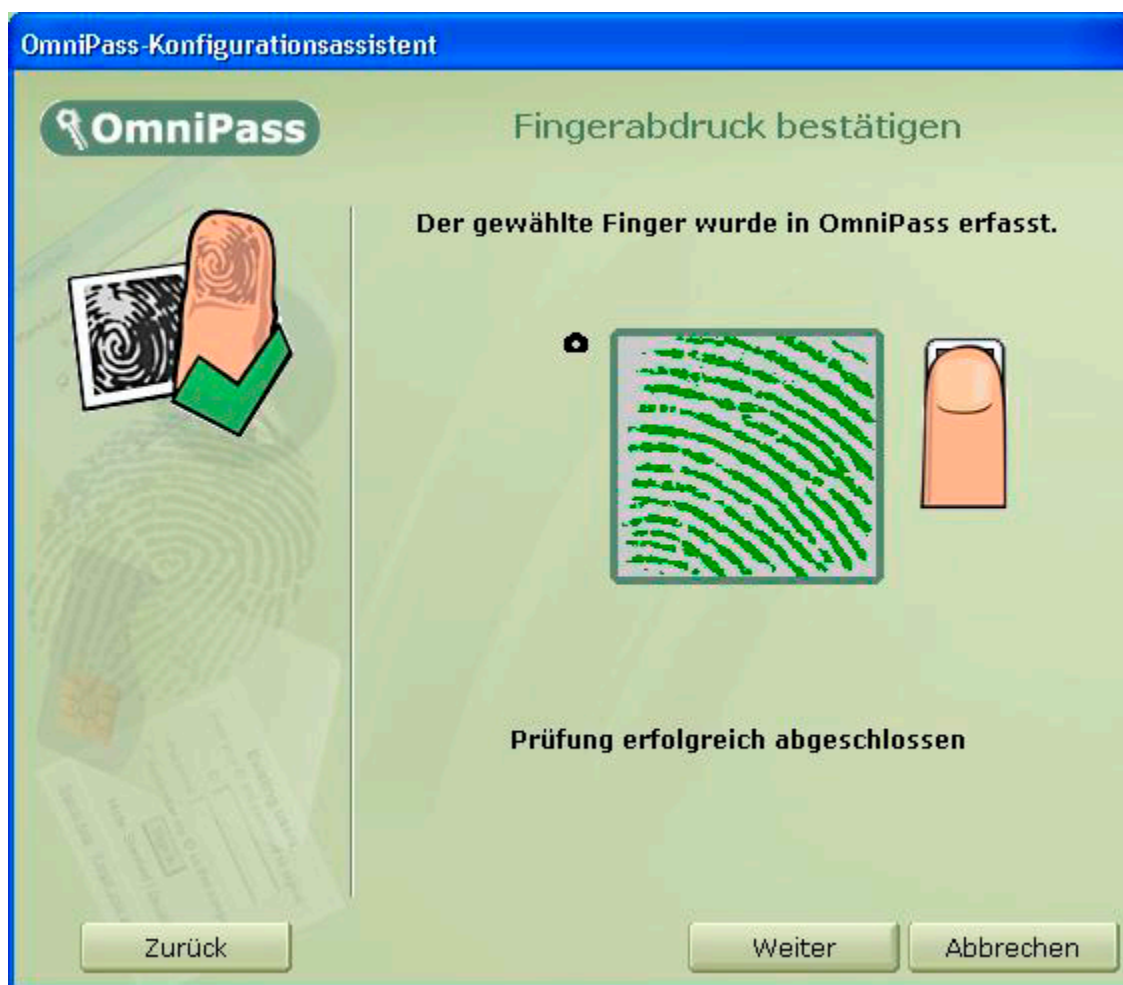 OmniPass-Konfigurationsassistent
OmniPass
Fingerabdruck bestätigen
Der gewählte Finger wurde in OmniPass erfasst.
Prüfung erfolgreich abgeschlossen
Zurück
Weiter
Abbrechen